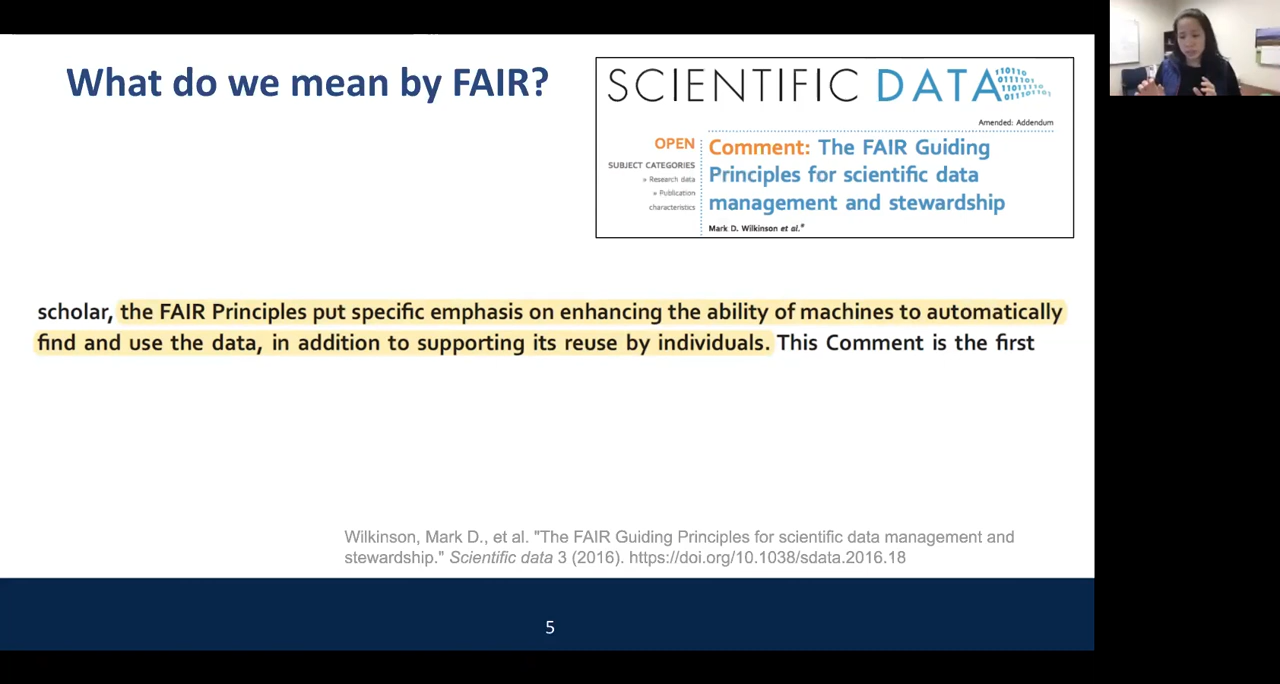 What do we mean by FAIR?
SCIENTIFIC DATA
Amended: Addendum
OPEN
SUBJECT CATEGORIES
» Research data
» Publication
characteristics
Comment: The FAIR Guiding
Principles for scientific data
management and stewardship
Mark D. Wilkinson et al.#
scholar, the FAIR Principles put specific emphasis on enhancing the ability of machines to automatically
find and use the data, in addition to supporting its reuse by individuals. This Comment is the first
Wilkinson, Mark D., et al. "The FAIR Guiding Principles for scientific data management and
stewardship." Scientific data 3 (2016). https://doi.org/10.1038/sdata.2016.18
5